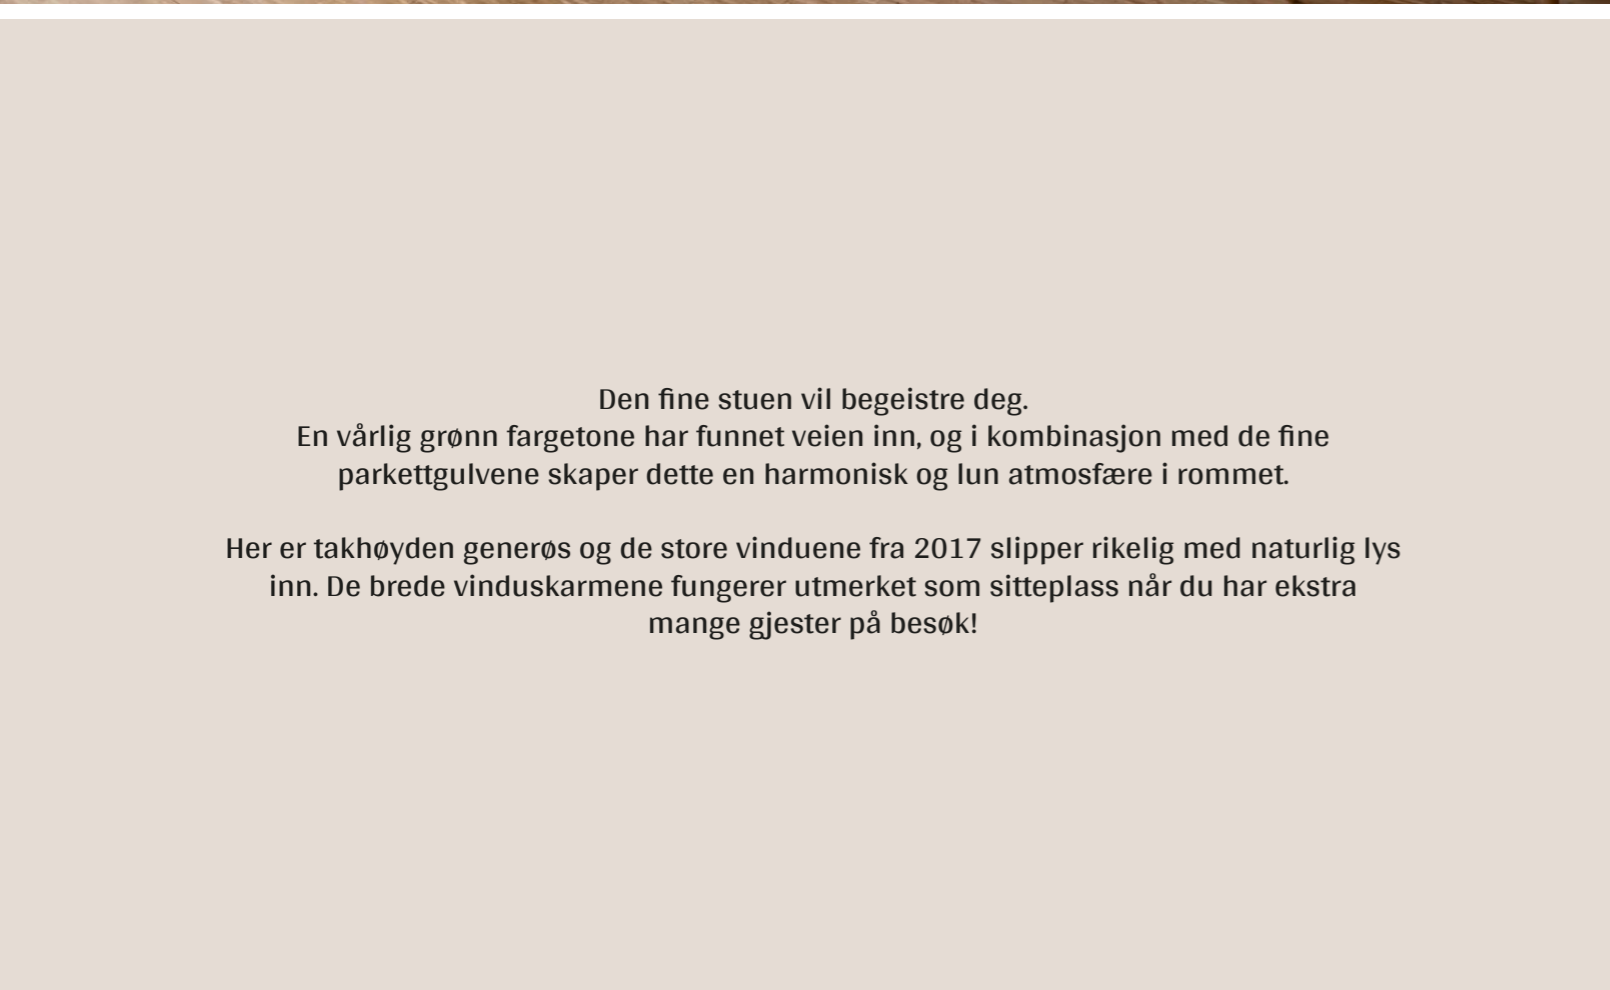 Den fine stuen vil begeistre deg.
En vårlig grønn fargetone har funnet veien inn, og i kombinasjon med de fine
parkettgulvene skaper dette en harmonisk og lun atmosfære i rommet.
Her er takhøyden generøs og de store vinduene fra 2017 slipper rikelig med naturlig lys
inn. De brede vinduskarmene fungerer utmerket som sitteplass når du har ekstra
mange gjester på besøk!